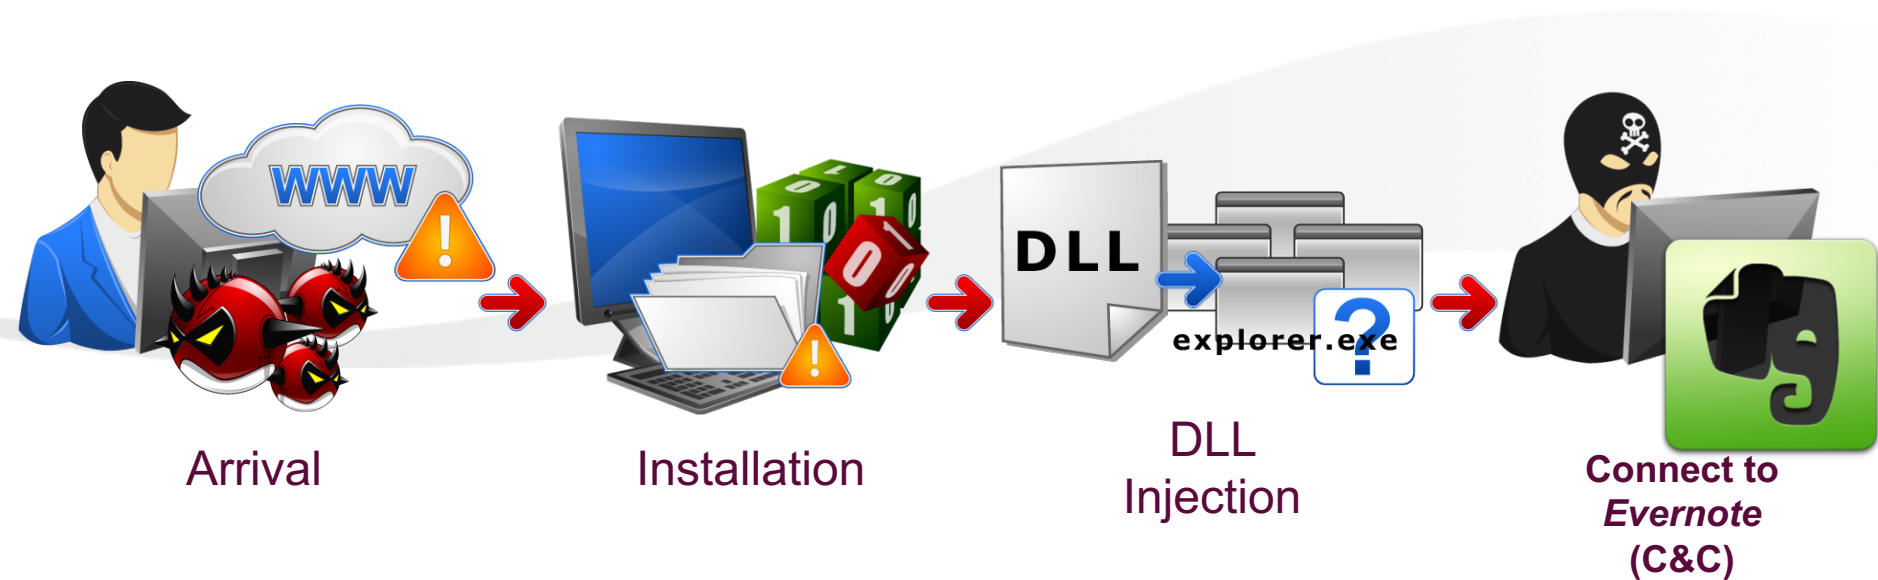 WWW
DLL
explorer.exe
?
Arrival
Installation
DLL
Injection
Connect to
Evernote
(C&C)